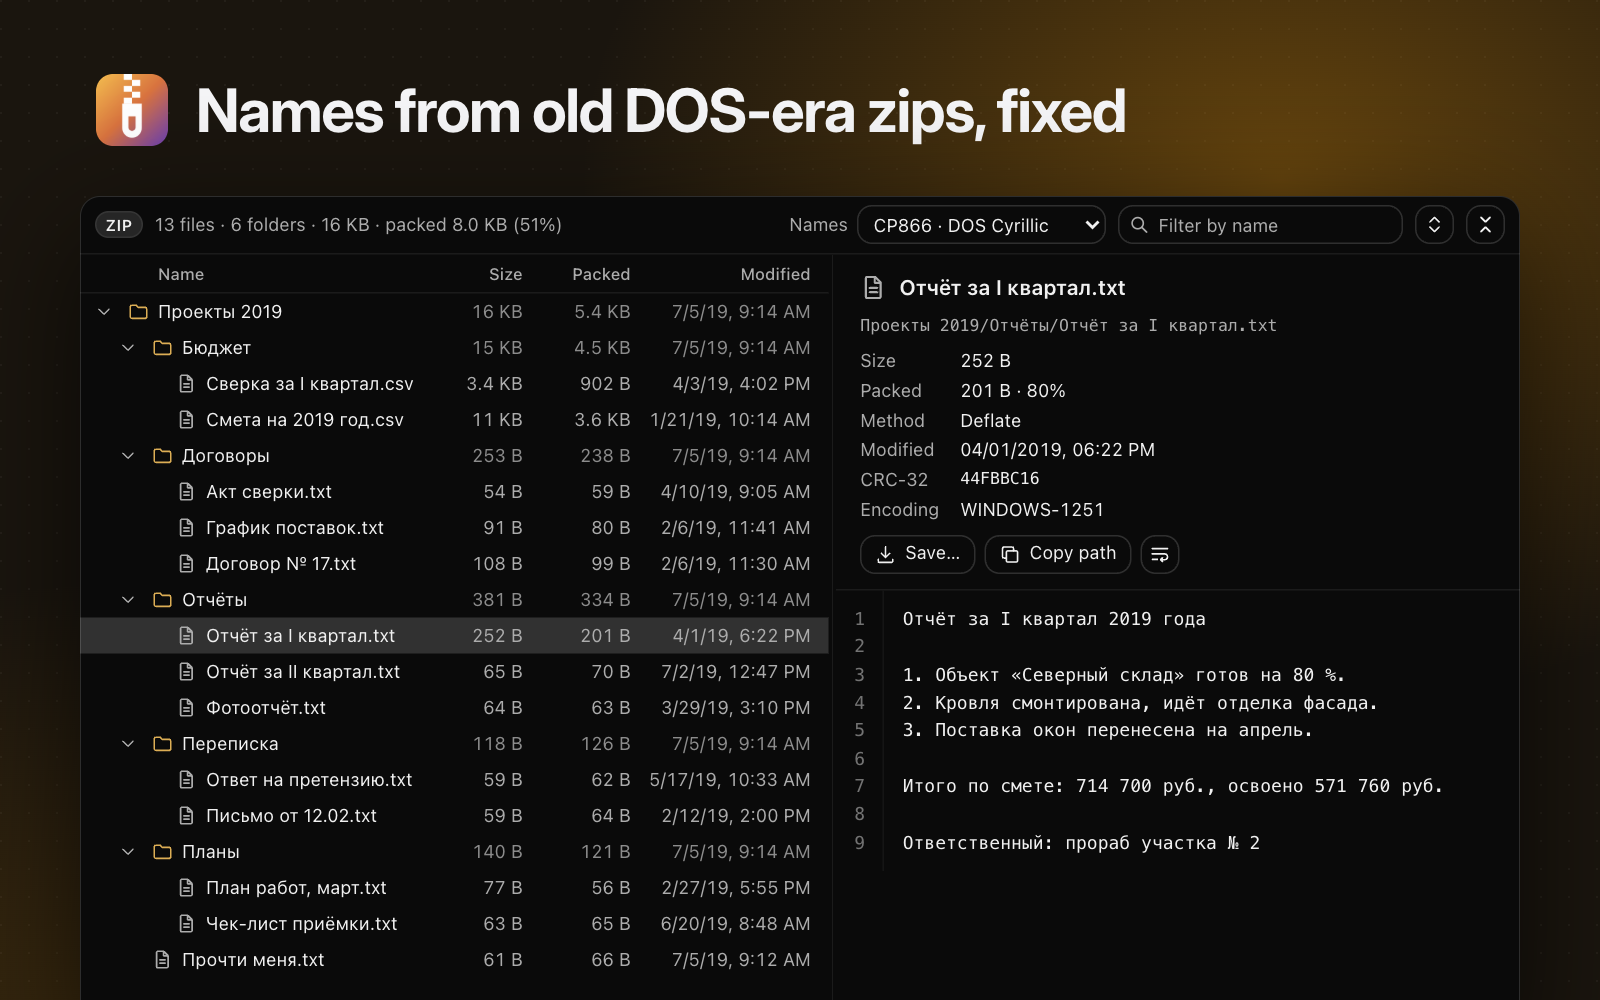 Names from old DOS-era zips, fixed
ZIP 13 files · 6 folders · 16 KB · packed 8.0 KB (51%) Names CP866 · DOS Cyrillic Filter by name
Name Size Packed Modified
Проекты 2019 16 KB 5.4 KB 7/5/19, 9:14 AM
Бюджет 15 KB 4.5 KB 7/5/19, 9:14 AM
Сверка за I квартал.csv 3.4 KB 902 B 4/3/19, 4:02 PM
Смета на 2019 год.csv 11 KB 3.6 KB 1/21/19, 10:14 AM
Договоры 253 B 238 B 7/5/19, 9:14 AM
Акт сверки.txt 54 B 59 B 4/10/19, 9:05 AM
График поставок.txt 91 B 80 B 2/6/19, 11:41 AM
Договор № 17.txt 108 B 99 B 2/6/19, 11:30 AM
Отчёты 381 B 334 B 7/5/19, 9:14 AM
Отчёт за I квартал.txt 252 B 201 B 4/1/19, 6:22 PM
Отчёт за II квартал.txt 65 B 70 B 7/2/19, 12:47 PM
Фотоотчёт.txt 64 B 63 B 3/29/19, 3:10 PM
Переписка 118 B 126 B 7/5/19, 9:14 AM
Ответ на претензию.txt 59 B 62 B 5/17/19, 10:33 AM
Письмо от 12.02.txt 59 B 64 B 2/12/19, 2:00 PM
Планы 140 B 121 B 7/5/19, 9:14 AM
План работ, март.txt 77 B 56 B 2/27/19, 5:55 PM
Чек-лист приёмки.txt 63 B 65 B 6/20/19, 8:48 AM
Прочти меня.txt 61 B 66 B 7/5/19, 9:12 AM
Отчёт за I квартал.txt
Проекты 2019/Отчёты/Отчёт за I квартал.txt
Size 252 B
Packed 201 B · 80%
Method Deflate
Modified 04/01/2019, 06:22 PM
CRC-32 44FBBC16
Encoding WINDOWS-1251
Save... Copy path
1 Отчёт за I квартал 2019 года
2
3 1. Объект «Северный склад» готов на 80 %.
4 2. Кровля смонтирована, идёт отделка фасада.
5 3. Поставка окон перенесена на апрель.
6
7 Итого по смете: 714 700 руб., освоено 571 760 руб.
8
9 Ответственный: прораб участка № 2